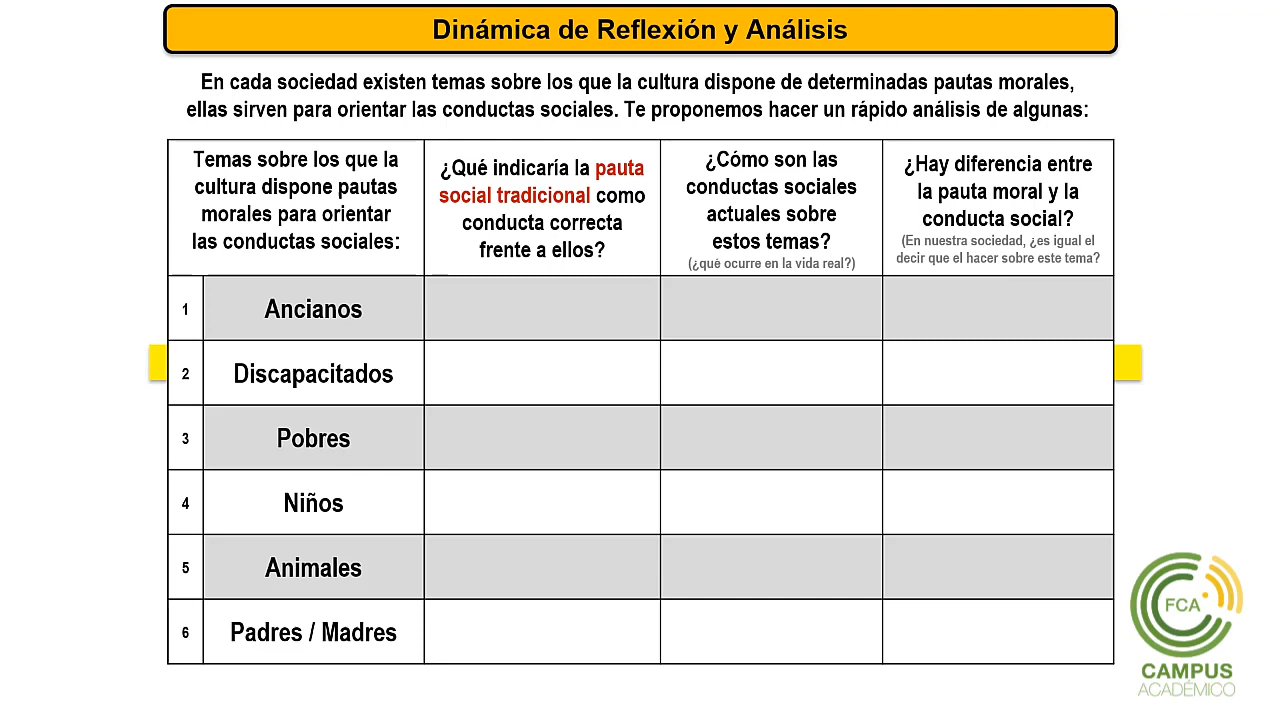 Dinámica de Reflexión y Análisis
En cada sociedad existen temas sobre los que la cultura dispone de determinadas pautas morales,
ellas sirven para orientar las conductas sociales. Te proponemos hacer un rápido análisis de algunas:
Temas sobre los que la
cultura dispone pautas
morales para orientar
las conductas sociales:
¿Qué indicaría la pauta
social tradicional como
conducta correcta
frente a ellos?
¿Cómo son las
conductas sociales
actuales sobre
estos temas?
(¿qué ocurre en la vida real?)
¿Hay diferencia entre
la pauta moral y la
conducta social?
(En nuestra sociedad, ¿es igual el
decir que el hacer sobre este tema?
1 Ancianos
2 Discapacitados
3 Pobres
4 Niños
5 Animales
6 Padres / Madres
FCA
CAMPUS
ACADÉMICO